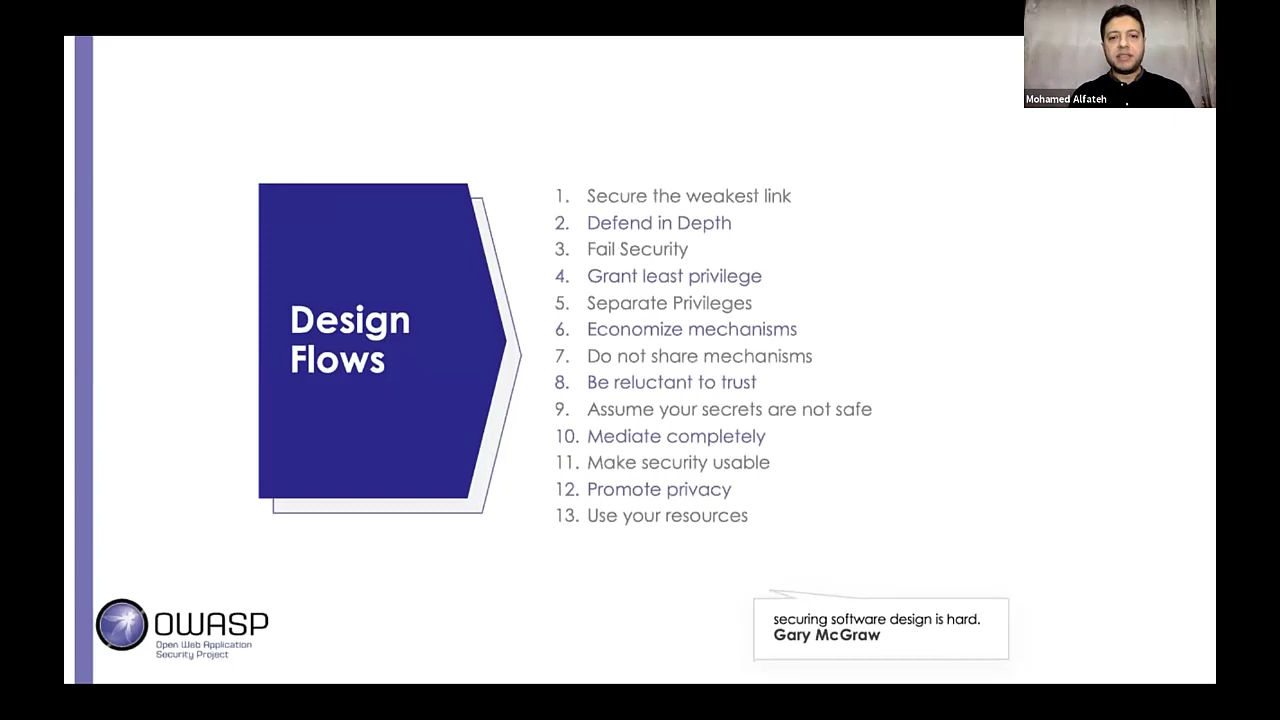 Mohamed Alfateh
Design
Flows
1. Secure the weakest link
2. Defend in Depth
3. Fail Security
4. Grant least privilege
5. Separate Privileges
6. Economize mechanisms
7. Do not share mechanisms
8. Be reluctant to trust
9. Assume your secrets are not safe
10. Mediate completely
11. Make security usable
12. Promote privacy
13. Use your resources
OWASP
Open Web Application
Security Project
securing software design is hard.
Gary McGraw